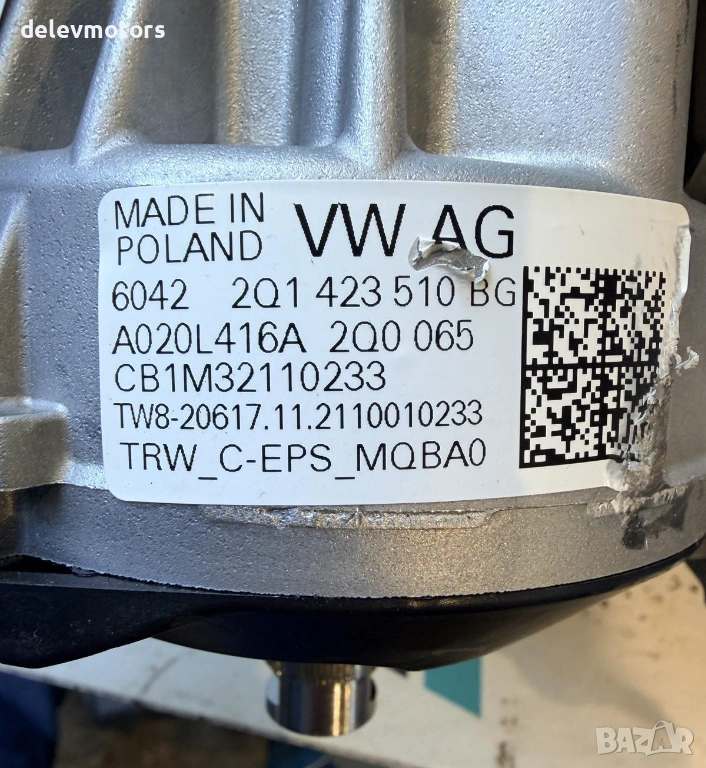 delevmotors
MADE IN
POLAND
VW AG
6042 2Q1 423 510 BG
A020L416A 2Q0 065
CB1M32110233
TW8-20617.11.2110010233
TRW_C-EPS_MQBA0
BAZAR